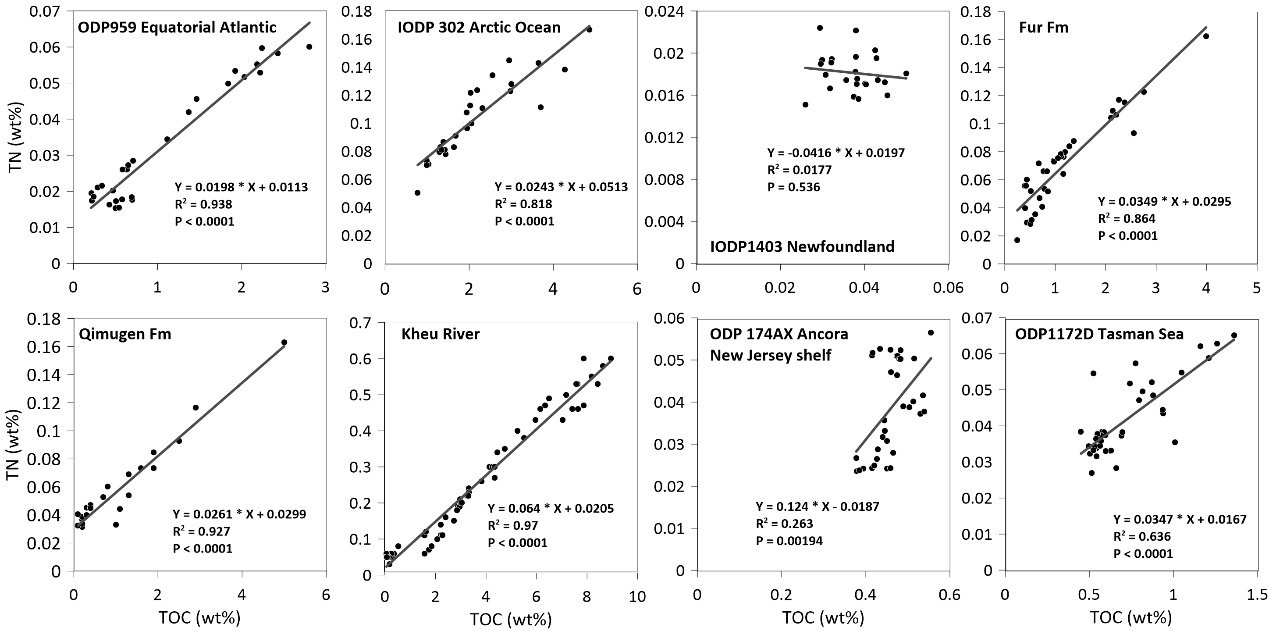 ODP959 Equatorial Atlantic
0.07
0.06
0.05
0.04
0.03
0.02
0.01
0
TN (wt%)
Y = 0.0198 * X + 0.0113
R² = 0.938
P < 0.0001
0 1 2 3
IODP 302 Arctic Ocean
0.18
0.16
0.14
0.12
0.10
0.08
0.06
0.04
0.02
0
Y = 0.0243 * X + 0.0513
R² = 0.818
P < 0.0001
0 2 4 6
0.024
0.020
0.016
0.012
0.008
0.004
0
Y = -0.0416 * X + 0.0197
R² = 0.0177
P = 0.536
IODP1403 Newfoundland
0 0.02 0.04 0.06
Fur Fm
0.18
0.16
0.14
0.12
0.1
0.08
0.06
0.04
0.02
0
Y = 0.0349 * X + 0.0295
R² = 0.864
P < 0.0001
0 1 2 3 4 5
Qimugen Fm
0.18
0.16
0.14
0.12
0.1
0.08
0.06
0.04
0.02
0
TN (wt%)
Y = 0.0261 * X + 0.0299
R² = 0.927
P < 0.0001
0 2 4 6
TOC (wt%)
Kheu River
0.7
0.6
0.5
0.4
0.3
0.2
0.1
0
Y = 0.064 * X + 0.0205
R² = 0.97
P < 0.0001
0 2 4 6 8 10
TOC (wt%)
ODP 174AX Ancora
New Jersey shelf
0.06
0.05
0.04
0.03
0.02
0.01
0
Y = 0.124 * X - 0.0187
R² = 0.263
P = 0.00194
0 0.2 0.4 0.6
TOC (wt%)
ODP1172D Tasman Sea
0.07
0.06
0.05
0.04
0.03
0.02
0.01
0
Y = 0.0347 * X + 0.0167
R² = 0.636
P < 0.0001
0 0.5 1 1.5
TOC (wt%)